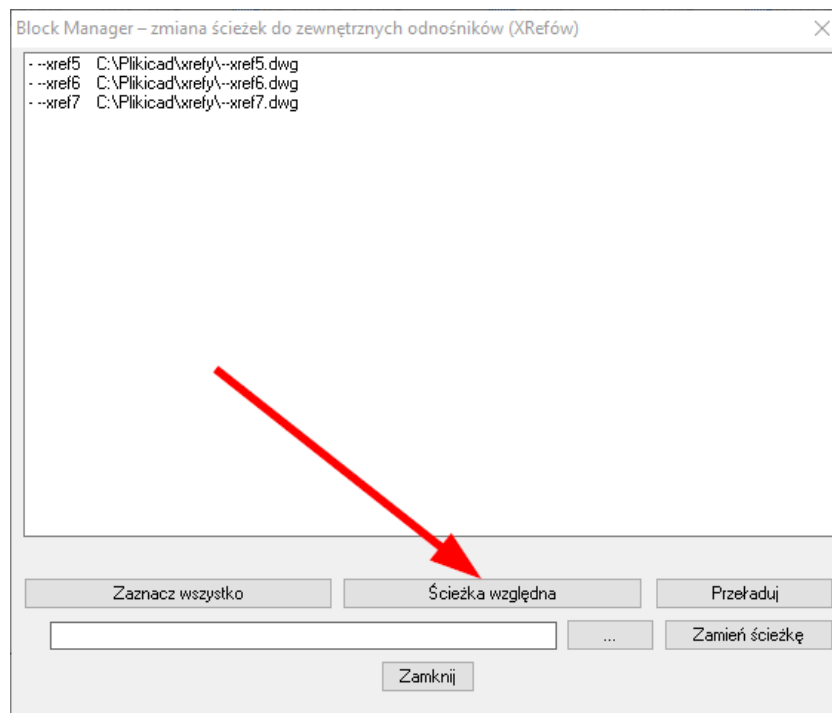 Block Manager – zmiana ścieżek do zewnętrznych odnośników (XRefów)
- --xref5 C:\Plikicad\xrefy\--xref5.dwg
- --xref6 C:\Plikicad\xrefy\--xref6.dwg
- --xref7 C:\Plikicad\xrefy\--xref7.dwg
Zaznacz wszystko Ścieżka względna Przeładuj
... Zamień ścieżkę
Zamknij